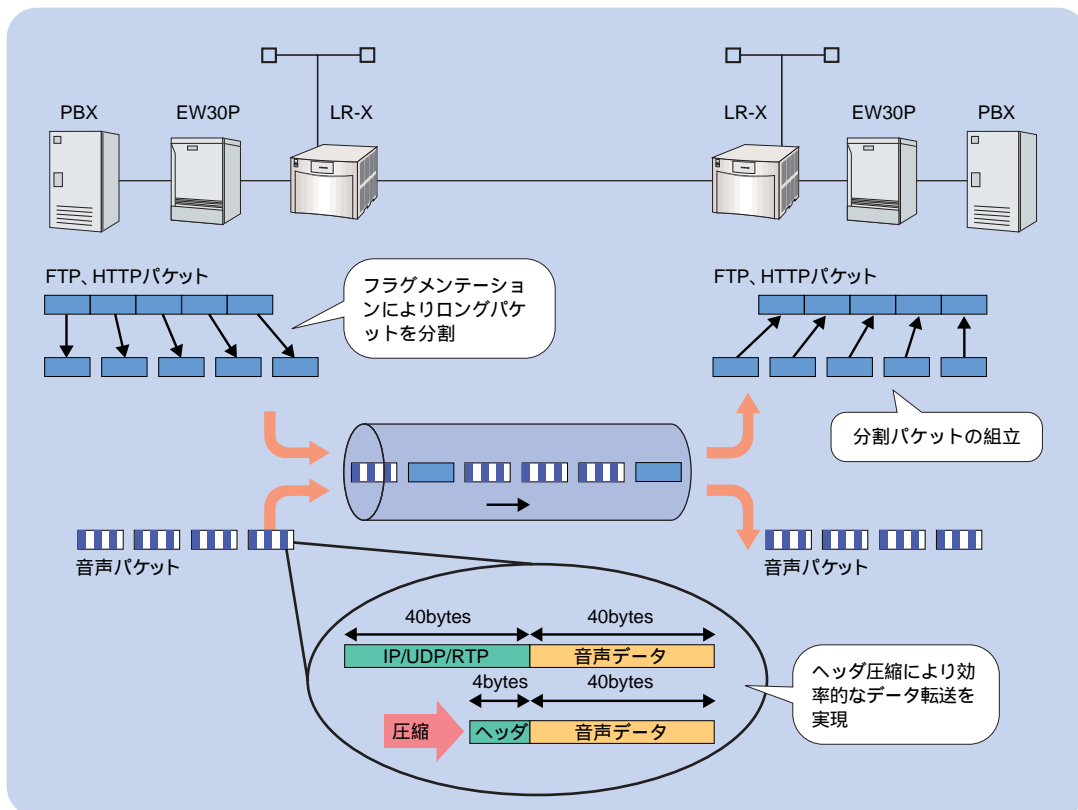 PBX
EW30P
LR-X
LR-X
EW30P
PBX
FTP、HTTPパケット
フラグメンテーショ
ンによりロングパケ
ットを分割
FTP、HTTPパケット
分割パケットの組立
音声パケット
音声パケット
40bytes
40bytes
IP/UDP/RTP
音声データ
4bytes
40bytes
圧縮
ヘッダ
音声データ
ヘッダ圧縮により効
率的なデータ転送を
実現